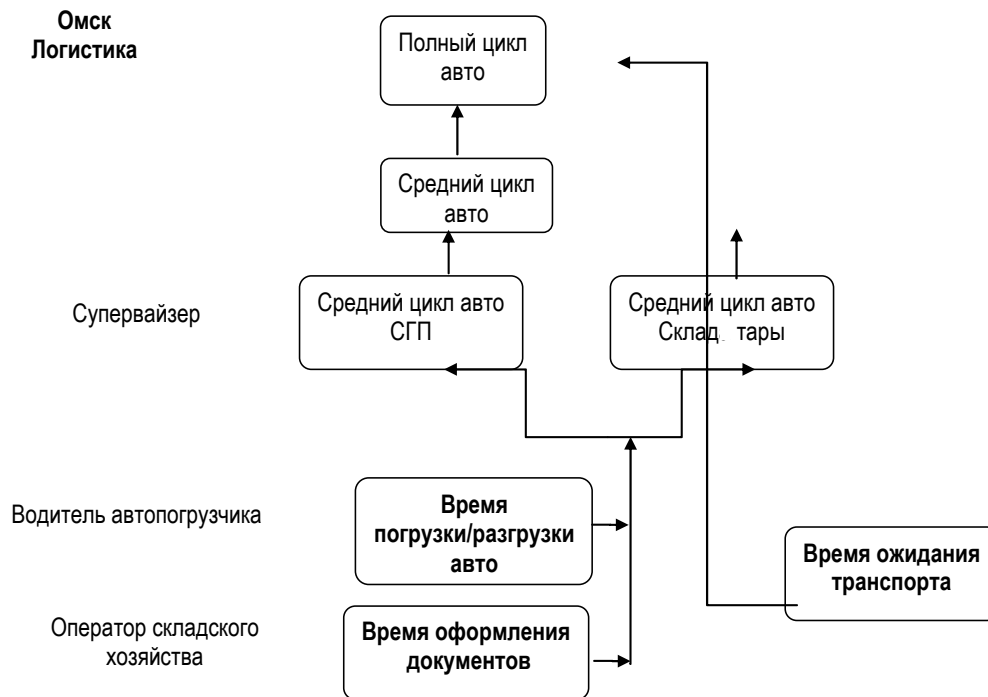 Омск
Логистика
Полный цикл
авто
Средний цикл
авто
Супервайзер
Средний цикл авто
СГП
Средний цикл авто
Склад тары
Водитель автопогрузчика
Время
погрузки/разгрузки
авто
Время ожидания
транспорта
Оператор складского
хозяйства
Время оформления
документов